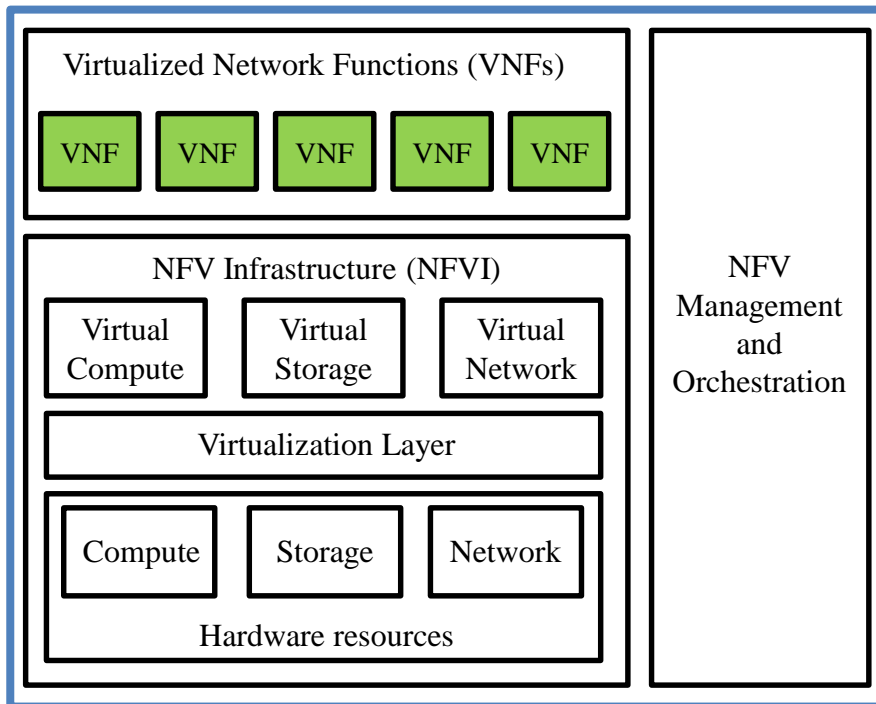 Virtualized Network Functions (VNFs)
VNF
VNF
VNF
VNF
VNF
NFV Infrastructure (NFVI)
Virtual
Compute
Virtual
Storage
Virtual
Network
Virtualization Layer
Compute
Storage
Network
Hardware resources
NFV
Management
and
Orchestration